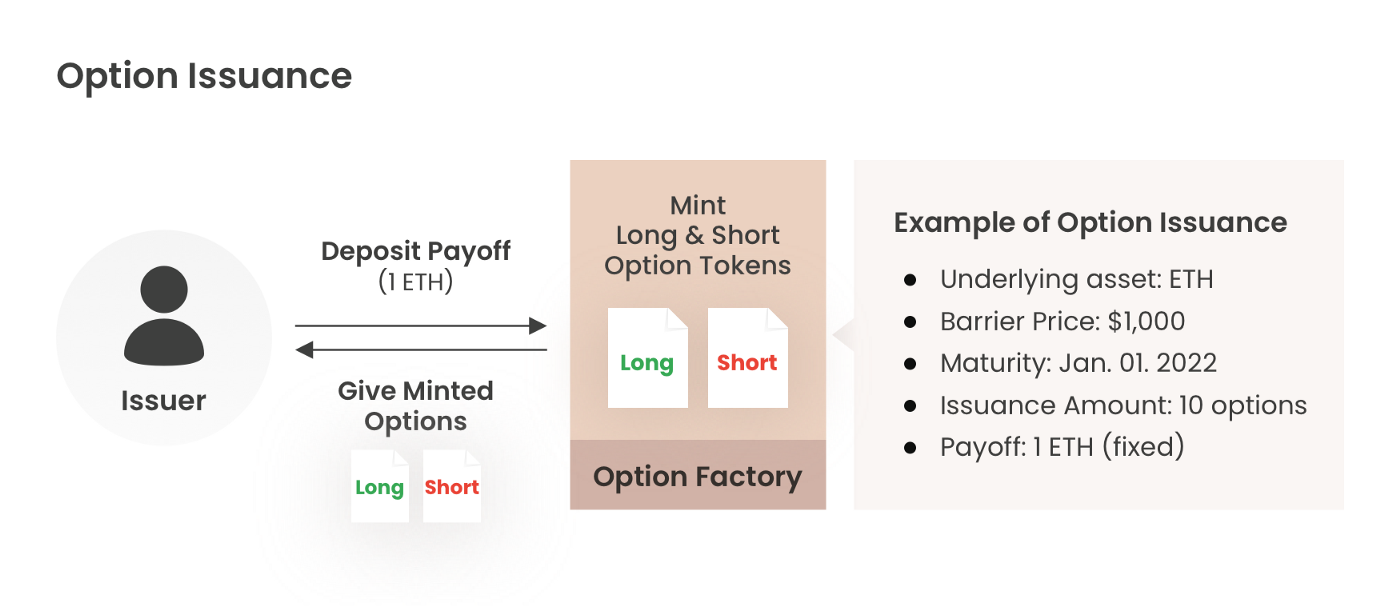 Option Issuance
Issuer
Deposit Payoff
(1 ETH)
Give Minted
Options
Long
Short
Mint
Long & Short
Option Tokens
Long
Short
Option Factory
Example of Option Issuance
● Underlying asset: ETH
● Barrier Price: $1,000
● Maturity: Jan. 01. 2022
● Issuance Amount: 10 options
● Payoff: 1 ETH (fixed)